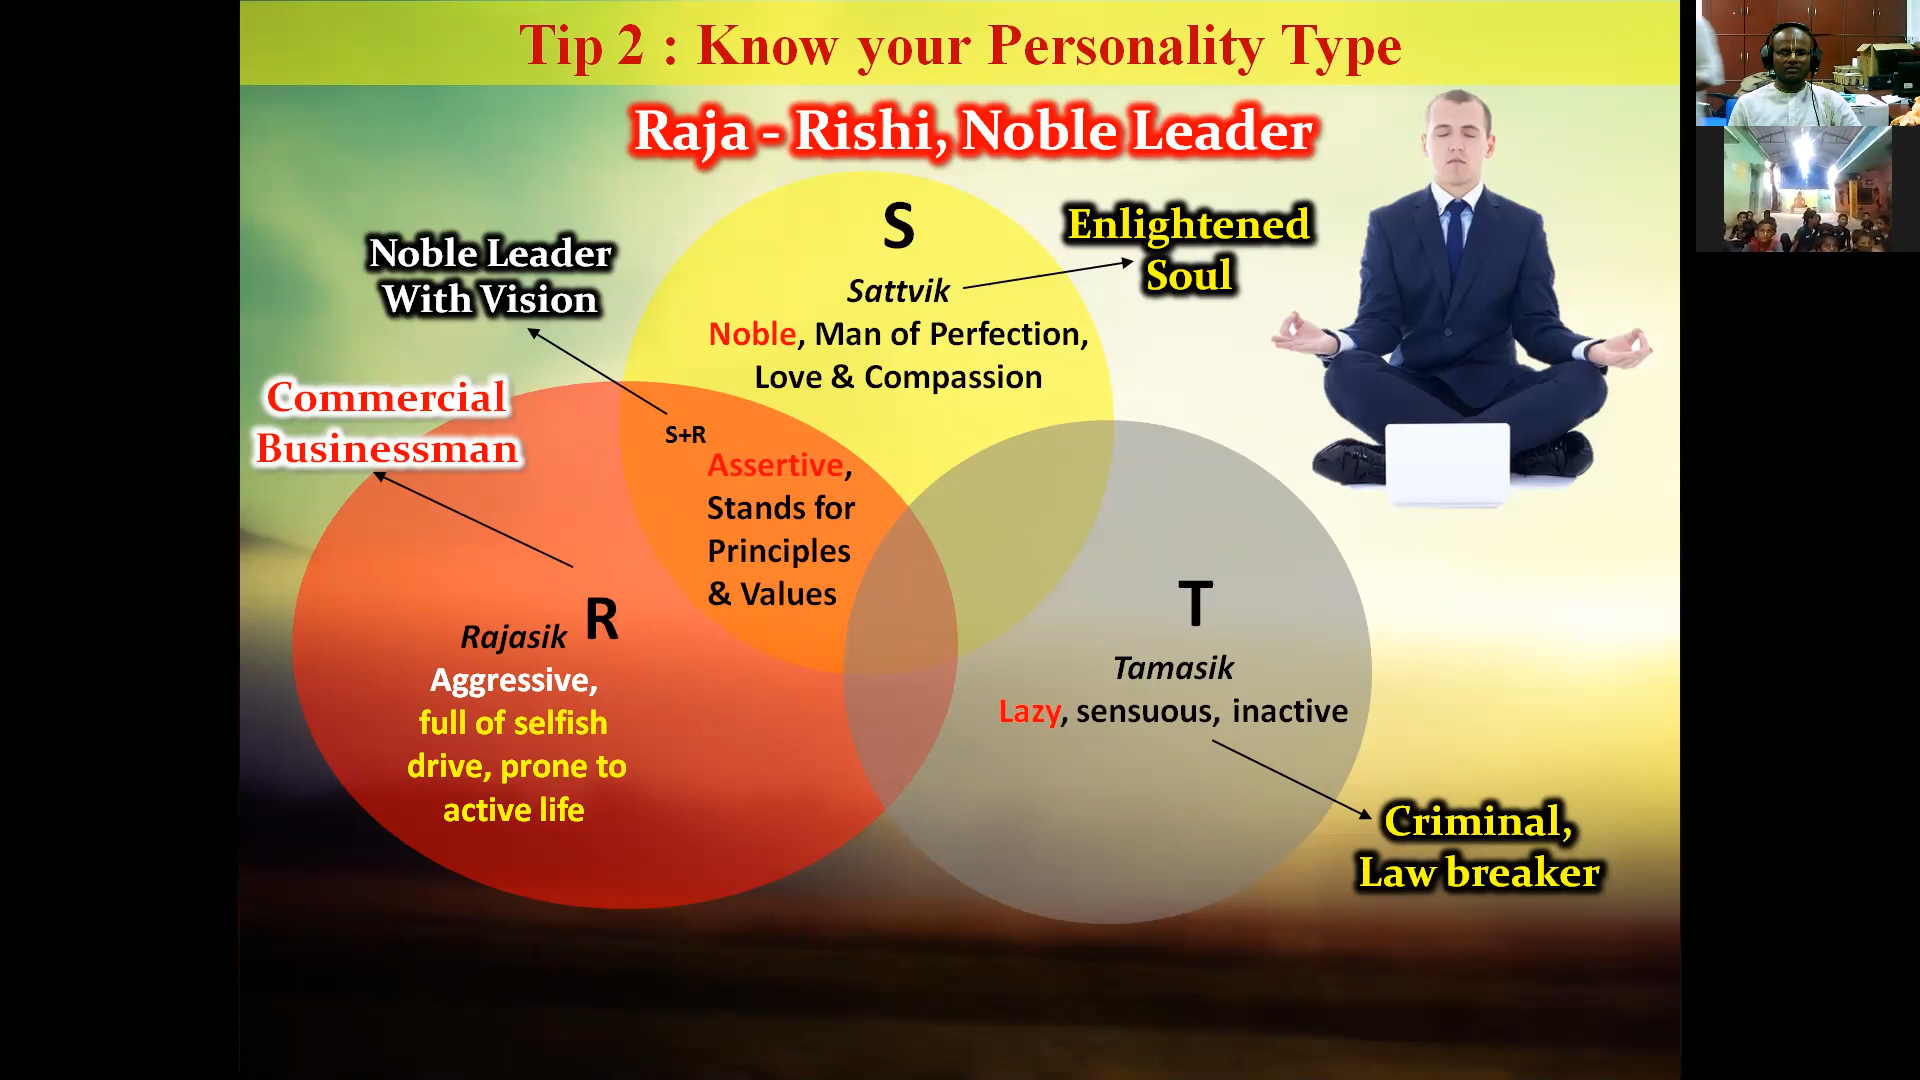 Tip 2 : Know your Personality Type
Raja - Rishi, Noble Leader
S
Enlightened
Soul
Noble Leader
With Vision
Sattvik
Noble, Man of Perfection,
Love & Compassion
Commercial
Businessman
S+R
Assertive,
Stands for
Principles
& Values
R
Rajasik
Aggressive,
full of selfish
drive, prone to
active life
T
Tamasik
Lazy, sensuous, inactive
Criminal,
Law breaker